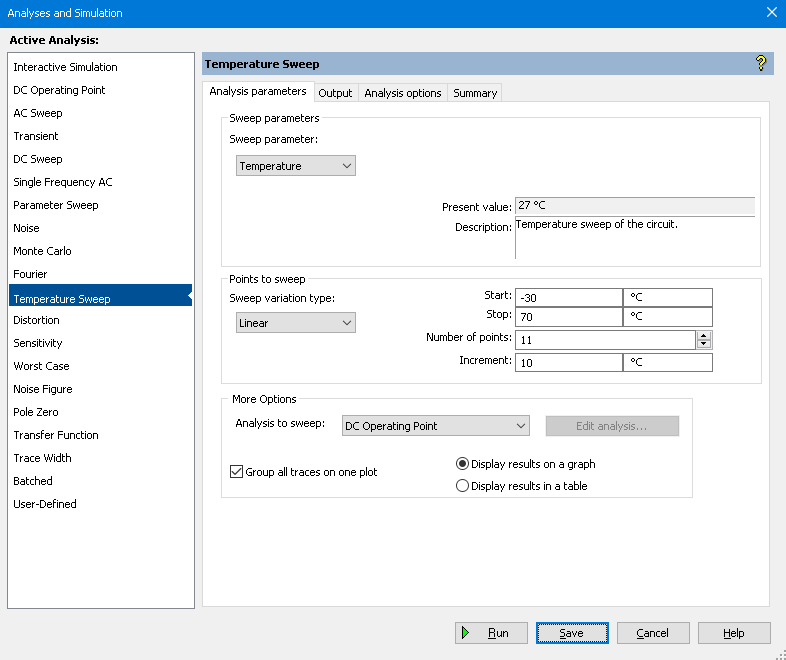 Analyses and Simulation
Active Analysis:
Interactive Simulation
DC Operating Point
AC Sweep
Transient
DC Sweep
Single Frequency AC
Parameter Sweep
Noise
Monte Carlo
Fourier
Temperature Sweep
Distortion
Sensitivity
Worst Case
Noise Figure
Pole Zero
Transfer Function
Trace Width
Batched
User-Defined
Temperature Sweep
Analysis parameters Output Analysis options Summary
Sweep parameters
Sweep parameter:
Temperature
Present value: 27 °C
Description: Temperature sweep of the circuit.
Points to sweep
Sweep variation type:
Linear
Start: -30 °C
Stop: 70 °C
Number of points: 11
Increment: 10 °C
More Options
Analysis to sweep: DC Operating Point Edit analysis...
Group all traces on one plot
Display results on a graph
Display results in a table
Run Save Cancel Help